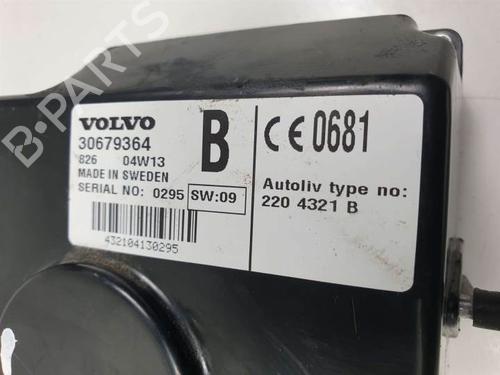 B-PARTS
VOLVO
30679364
826 04W13
MADE IN SWEDEN
SERIAL NO: 0295 SW:09
432104130295
B
CE 0681
Autoliv type no:
220 4321 B